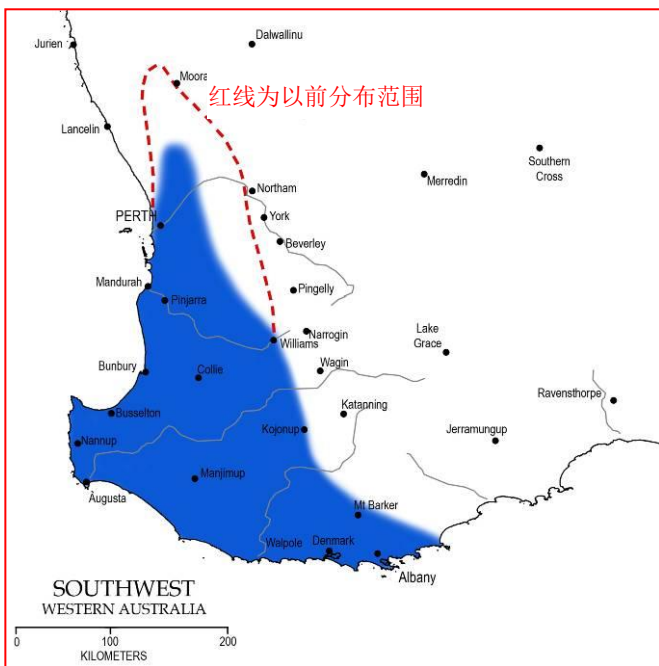 Dalwallinu
Jurien
Moora
红线为以前分布范围
Lancelin
Southern
Cross
Merredin
Northam
York
PERTH
Beverley
Mandurah
Pingelly
Pinjarra
Narrogin
Williams
Lake
Grace
Bunbury
Collie
Wagin
Ravensthorpe
Busselton
Katanning
Kojonup
Jerramungup
Nannup
Manjimup
Augusta
Mt Barker
Walpole
Denmark
Albany
SOUTHWEST
WESTERN AUSTRALIA
0 100 200
KILOMETERS